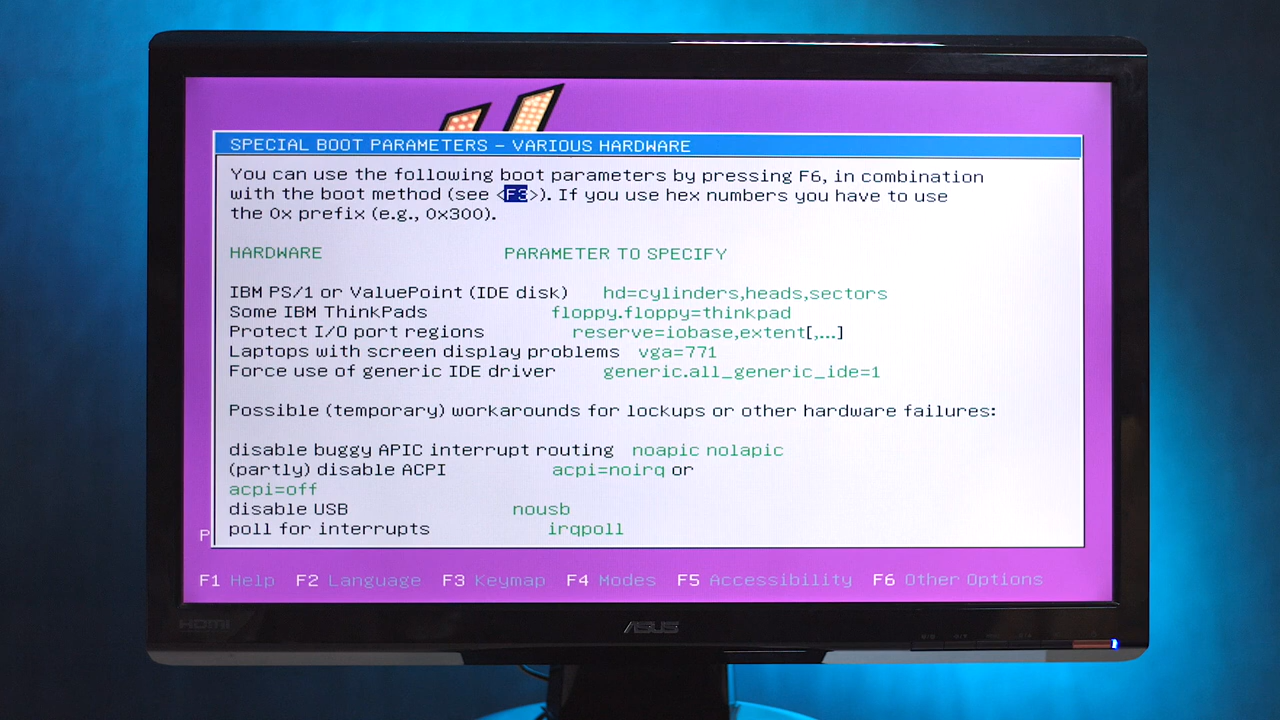 SPECIAL BOOT PARAMETERS – VARIOUS HARDWARE
You can use the following boot parameters by pressing F6, in combination
with the boot method (see <F3>). If you use hex numbers you have to use
the 0x prefix (e.g., 0x300).
HARDWARE PARAMETER TO SPECIFY
IBM PS/1 or ValuePoint (IDE disk) hd=cylinders,heads,sectors
Some IBM ThinkPads floppy.floppy=thinkpad
Protect I/O port regions reserve=iobase,extent[,...]
Laptops with screen display problems vga=771
Force use of generic IDE driver generic.all_generic_ide=1
Possible (temporary) workarounds for lockups or other hardware failures:
disable buggy APIC interrupt routing noapic nolapic
(partly) disable ACPI acpi=noirq or
acpi=off
disable USB nousb
poll for interrupts irqpoll
P
F1 Help F2 Language F3 Keymap F4 Modes F5 Accessibility F6 Other Options
HDMI
ASUS